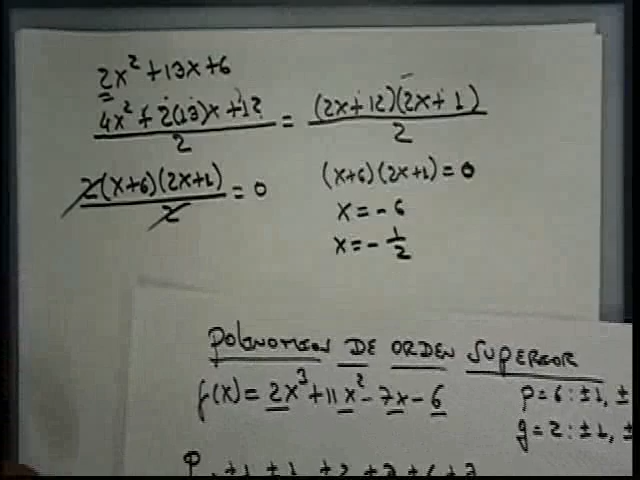 2x² + 13x + 6
4x² + 2(13)x + 12 / 2 = (2x + 12)(2x + 1) / 2
2(x+6)(2x+1) / 2 = 0
(x+6)(2x+1) = 0
x = -6
x = -1/2
POLINOMIOS DE ORDEN SUPERIOR
f(x) = 2x³ + 11x² - 7x - 6
p = 6 : ±1, ±
q = 2 : ±1, ±
P